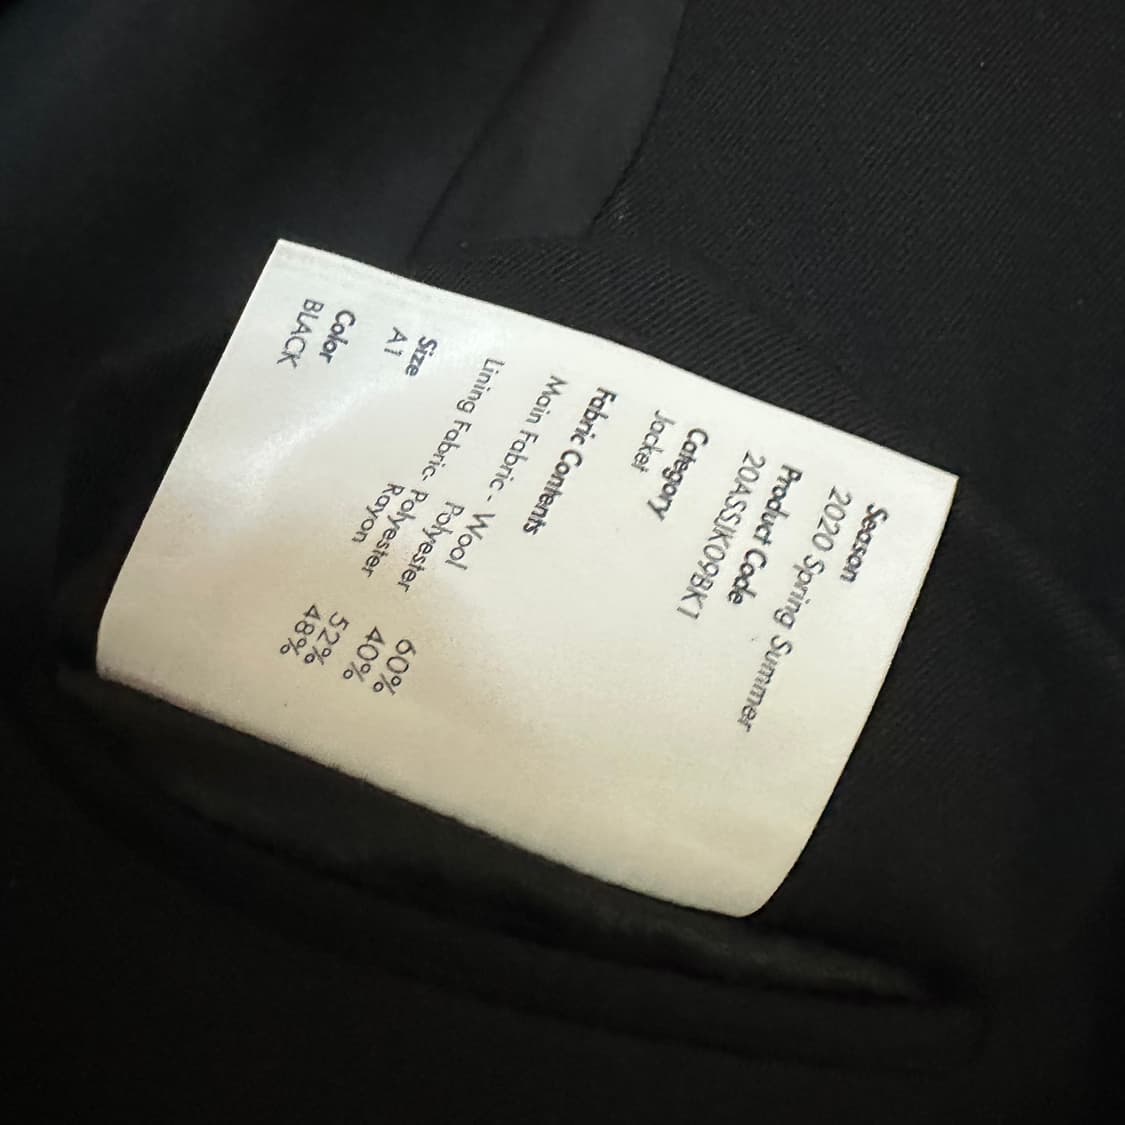 Season
2020 Spring Summer
Product Code
20ASSJK09BK1
Category
Jacket
Fabric Contents
Main Fabric - Wool 60%
Polyester 40%
Lining Fabric- Polyester 52%
Rayon 48%
Size
A1
Color
BLACK